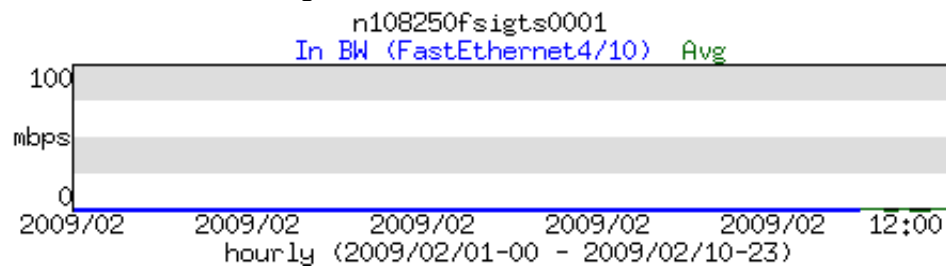 n108250fsigts0001
In BW (FastEthernet4/10) Avg
100
mbps
0
2009/02 2009/02 2009/02 2009/02 2009/02 12:00
hourly (2009/02/01-00 - 2009/02/10-23)